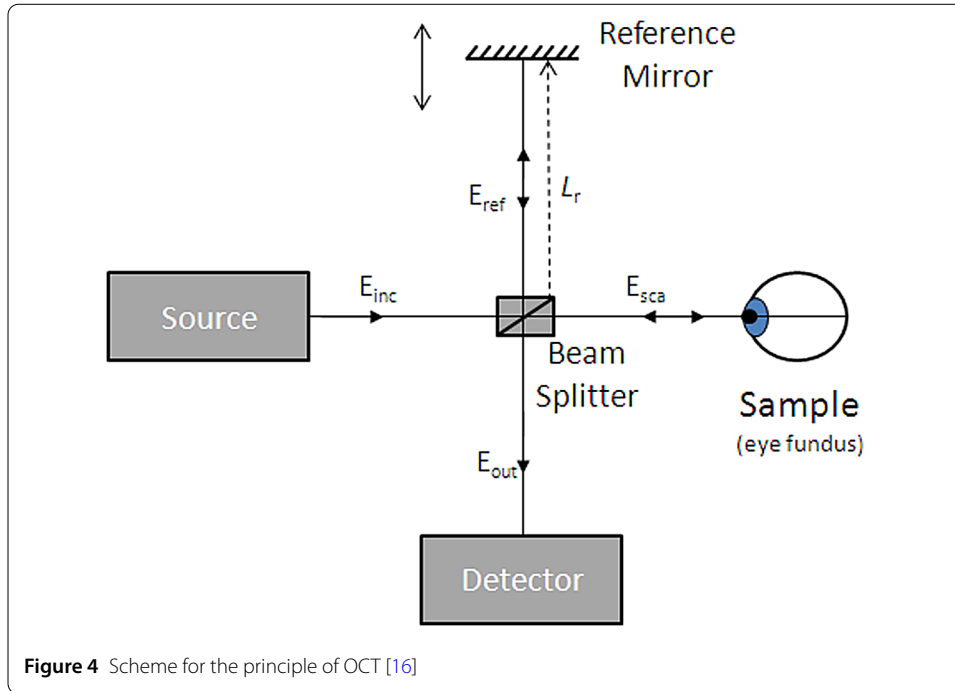 Reference
Mirror
E_ref
L_r
E_inc
E_sca
Source
Beam
Splitter
Sample
(eye fundus)
E_out
Detector
Figure 4 Scheme for the principle of OCT [16]